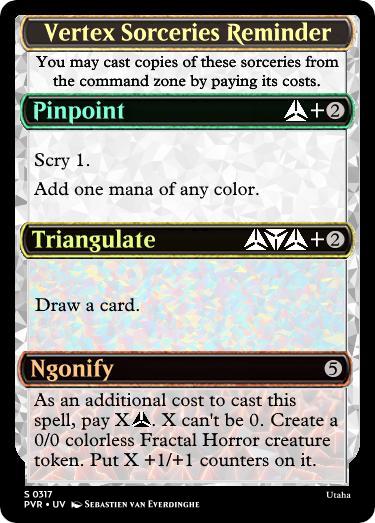 Vertex Sorceries Reminder
You may cast copies of these sorceries from
the command zone by paying its costs.
Pinpoint +2
Scry 1.
Add one mana of any color.
Triangulate +2
Draw a card.
Ngonify 5
As an additional cost to cast this
spell, pay X. X can't be 0. Create a
0/0 colorless Fractal Horror creature
token. Put X +1/+1 counters on it.
S 0317 Utaha
PVR • UV Sebastien van Everdinghe